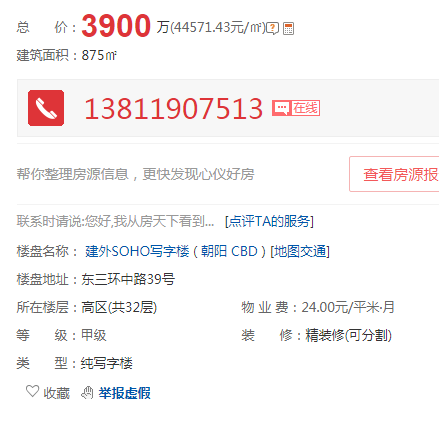 总 价：3900 万(44571.43元/㎡)
建筑面积：875㎡
13811907513 在线
帮你整理房源信息，更快发现心仪好房 查看房源报
联系时请说:您好,我从房天下看到... [点评TA的服务]
楼盘名称： 建外SOHO写字楼 ( 朝阳 CBD ) [地图交通]
楼盘地址：东三环中路39号
所在楼层：高区(共32层) 物 业 费：24.00元/平米·月
等 级：甲级 装 修：精装修(可分割)
类 型：纯写字楼
收藏 举报虚假